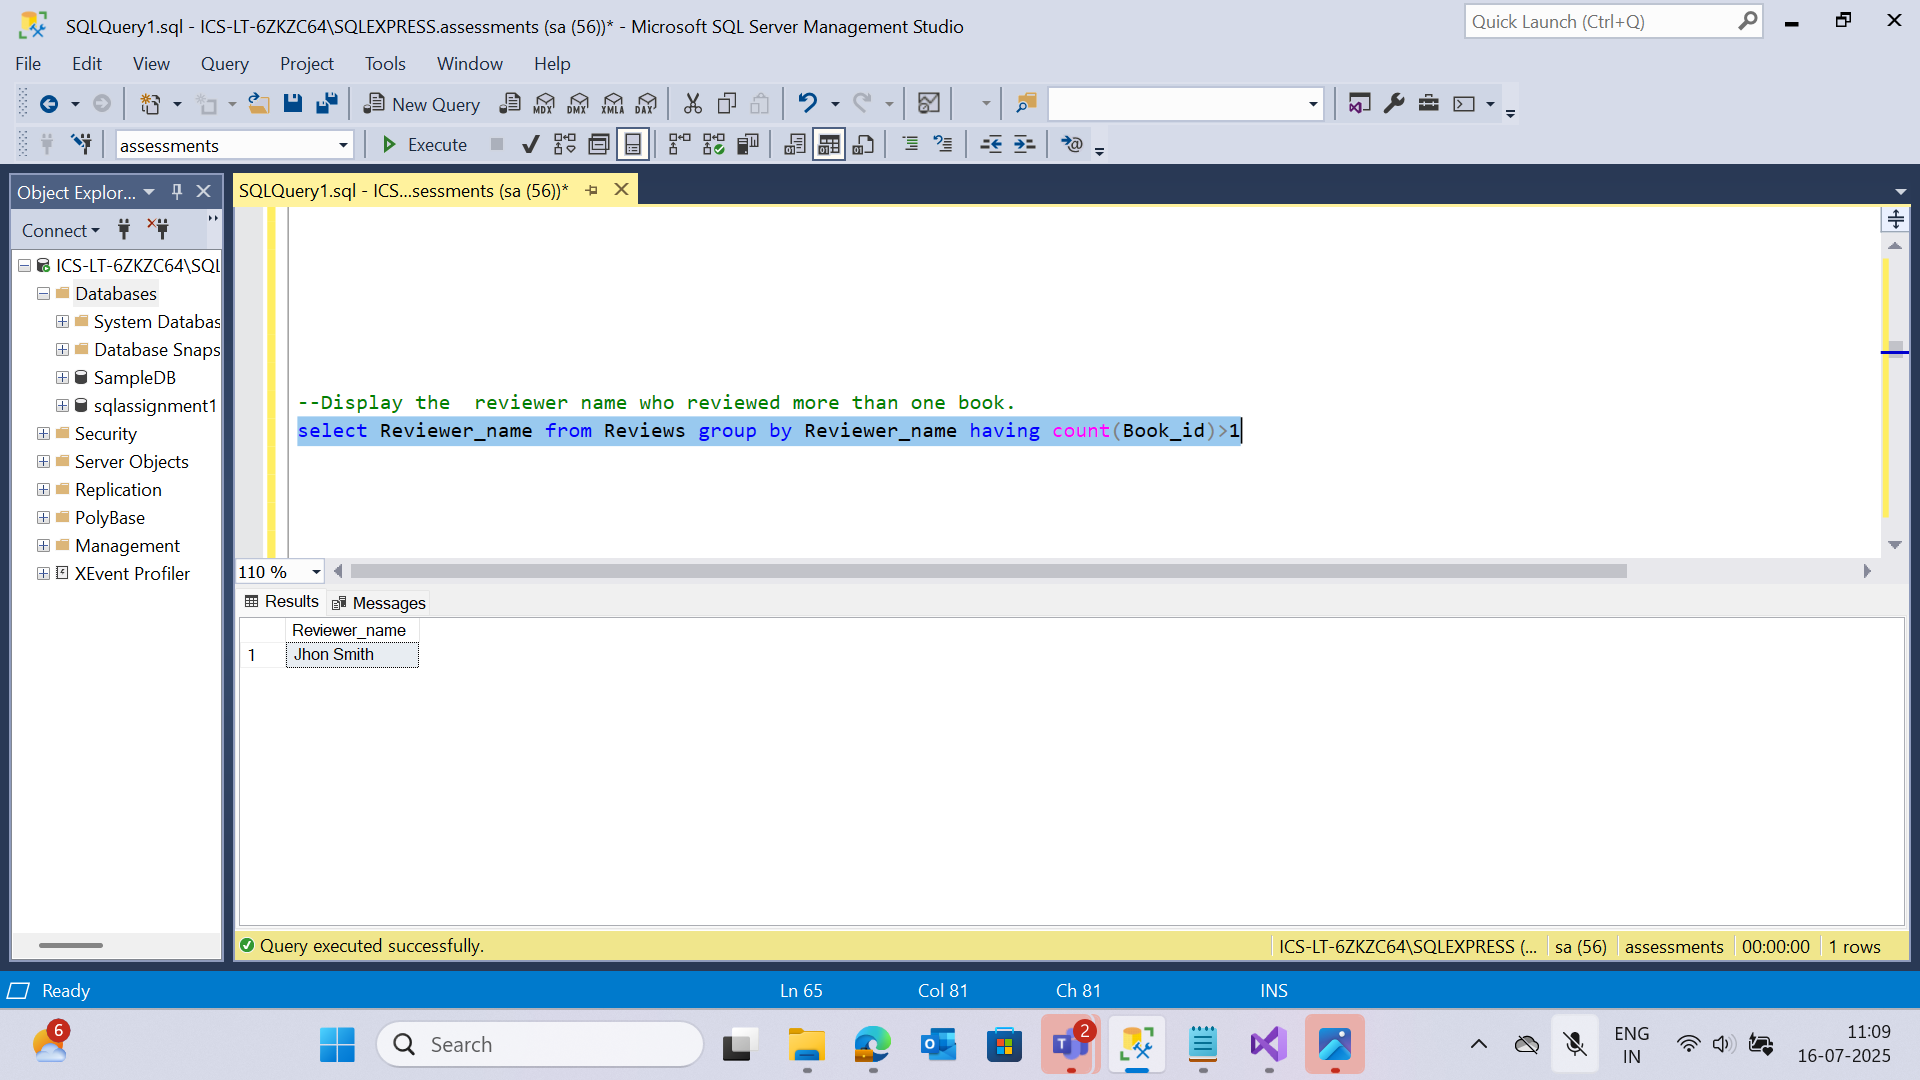 SQLQuery1.sql - ICS-LT-6ZKZC64\SQLEXPRESS.assessments (sa (56))* - Microsoft SQL Server Management Studio
Quick Launch (Ctrl+Q)
File Edit View Query Project Tools Window Help
New Query MDX DMX XMLA DAX
assessments Execute
Object Explor...
SQLQuery1.sql - ICS...sessments (sa (56))*
Connect
ICS-LT-6ZKZC64\SQL
Databases
System Databas
Database Snaps
SampleDB
sqlassignment1
Security
Server Objects
Replication
PolyBase
Management
XEvent Profiler
--Display the  reviewer name who reviewed more than one book.
select Reviewer_name from Reviews group by Reviewer_name having count(Book_id)>1
110 %
Results Messages
Reviewer_name
1 Jhon Smith
Query executed successfully.
ICS-LT-6ZKZC64\SQLEXPRESS (... sa (56) assessments 00:00:00 1 rows
Ready Ln 65 Col 81 Ch 81 INS
6
Search
2
ENG
IN
11:09
16-07-2025